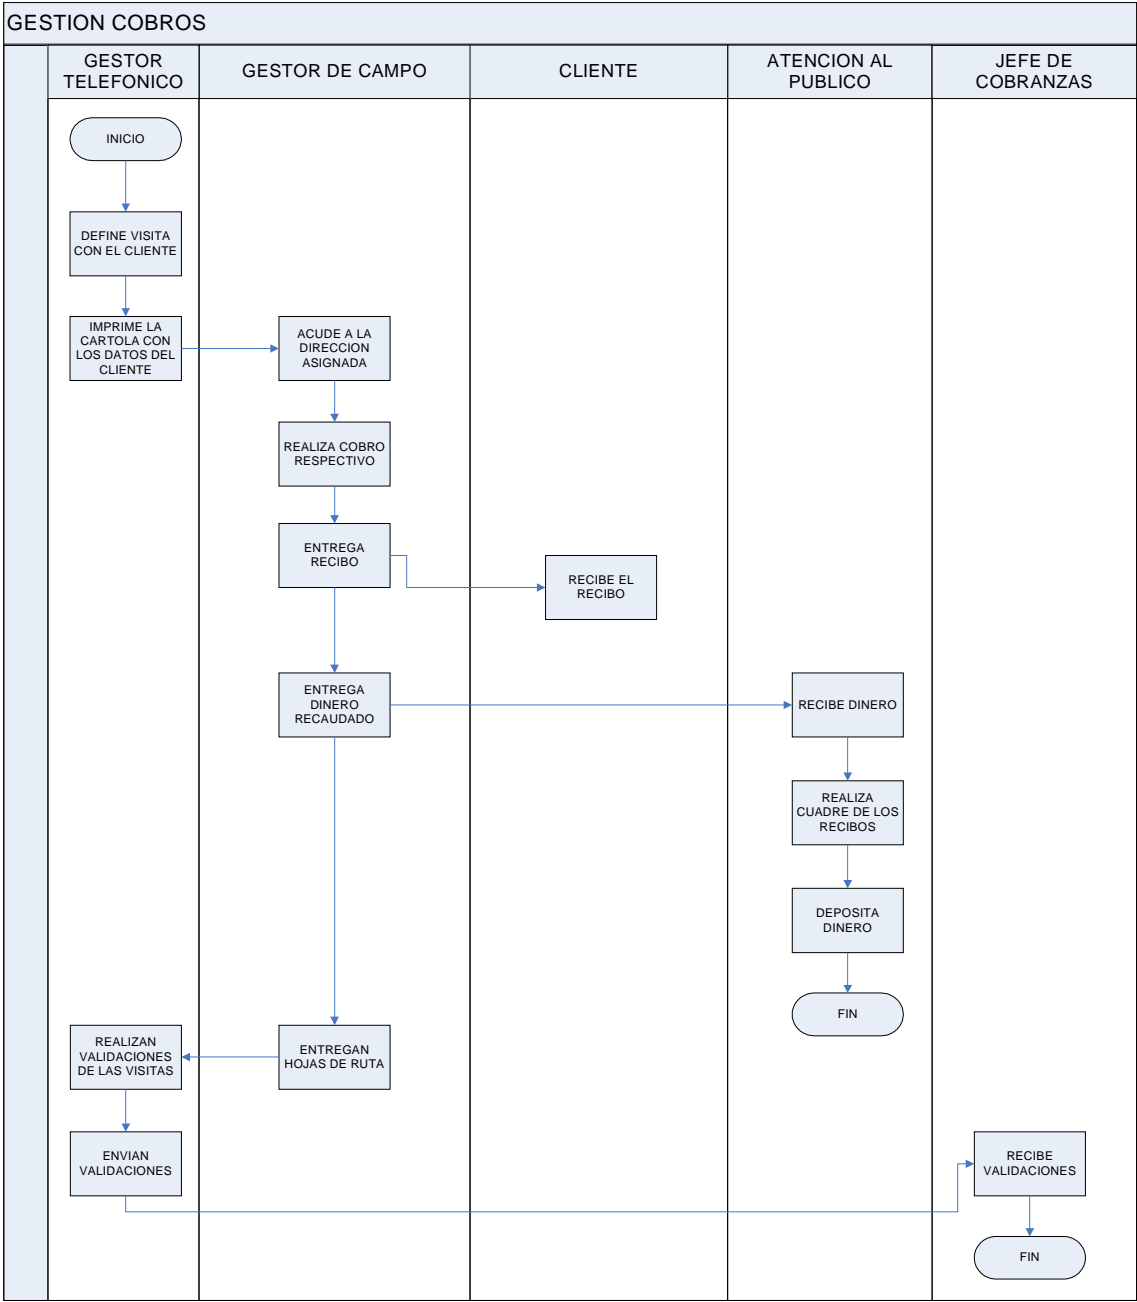 GESTION COBROS
GESTOR
TELEFONICO
GESTOR DE CAMPO
CLIENTE
ATENCION AL
PUBLICO
JEFE DE
COBRANZAS
INICIO
DEFINE VISITA
CON EL CLIENTE
IMPRIME LA
CARTOLA CON
LOS DATOS DEL
CLIENTE
ACUDE A LA
DIRECCION
ASIGNADA
REALIZA COBRO
RESPECTIVO
ENTREGA
RECIBO
RECIBE EL
RECIBO
ENTREGA
DINERO
RECAUDADO
RECIBE DINERO
REALIZA
CUADRE DE LOS
RECIBOS
DEPOSITA
DINERO
FIN
REALIZAN
VALIDACIONES
DE LAS VISITAS
ENTREGAN
HOJAS DE RUTA
ENVIAN
VALIDACIONES
RECIBE
VALIDACIONES
FIN